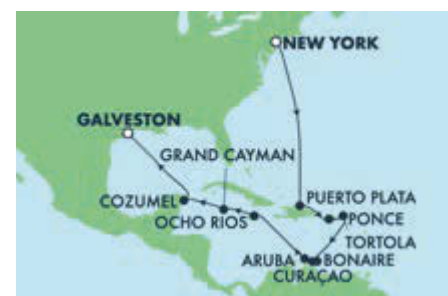 NEW YORK
GALVESTON
GRAND CAYMAN
COZUMEL
PUERTO PLATA
OCHO RIOS
PONCE
TORTOLA
ARUBA
BONAIRE
CURAÇAO